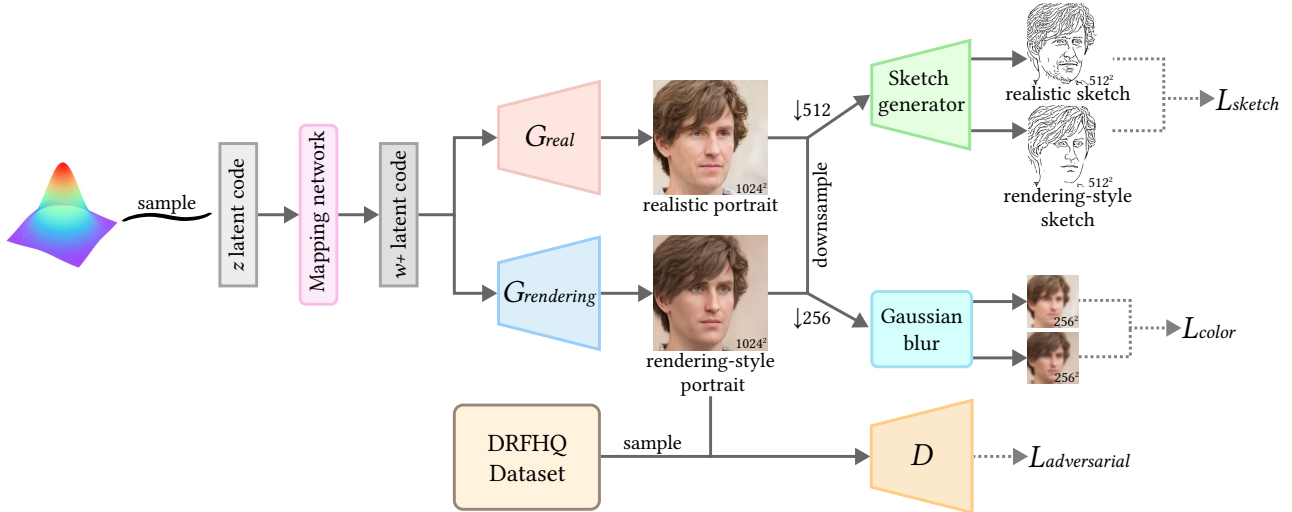 sample
z latent code
Mapping network
w+ latent code
Greal
Grendering
1024²
realistic portrait
1024²
rendering-style
portrait
↓512
downsample
↓256
Sketch
generator
512²
realistic sketch
512²
rendering-style
sketch
Lsketch
Gaussian
blur
256²
256²
Lcolor
DRFHQ
Dataset
sample
D
Ladversarial